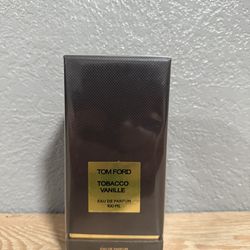 TOM FORD
TOBACCO
VANILLE
EAU DE PARFUM
100 ML